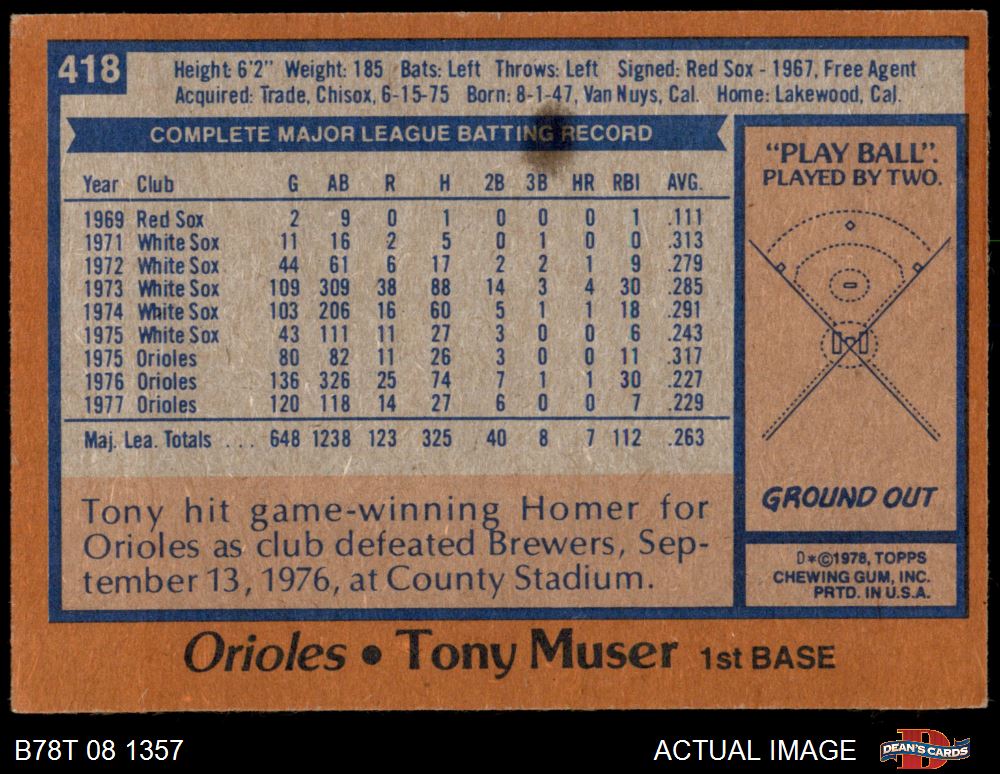 418
Height: 6'2" Weight: 185 Bats: Left Throws: Left Signed: Red Sox - 1967, Free Agent
Acquired: Trade, Chisox, 6-15-75 Born: 8-1-47, Van Nuys, Cal. Home: Lakewood, Cal.
COMPLETE MAJOR LEAGUE BATTING RECORD
Year Club G AB R H 2B 3B HR RBI AVG.
1969 Red Sox 2 9 0 1 0 0 0 1 .111
1971 White Sox 11 16 2 5 0 1 0 0 .313
1972 White Sox 44 61 6 17 2 2 1 9 .279
1973 White Sox 109 309 38 88 14 3 4 30 .285
1974 White Sox 103 206 16 60 5 1 1 18 .291
1975 White Sox 43 111 11 27 3 0 0 6 .243
1975 Orioles 80 82 11 26 3 0 0 11 .317
1976 Orioles 136 326 25 74 7 1 1 30 .227
1977 Orioles 120 118 14 27 6 0 0 7 .229
Maj. Lea. Totals ... 648 1238 123 325 40 8 7 112 .263
Tony hit game-winning Homer for
Orioles as club defeated Brewers, Sep-
tember 13, 1976, at County Stadium.
"PLAY BALL".
PLAYED BY TWO.
GROUND OUT
D*©1978, TOPPS
CHEWING GUM, INC.
PRTD. IN U.S.A.
Orioles • Tony Muser 1st BASE
B78T 08 1357
ACTUAL IMAGE
DEAN'S CARDS